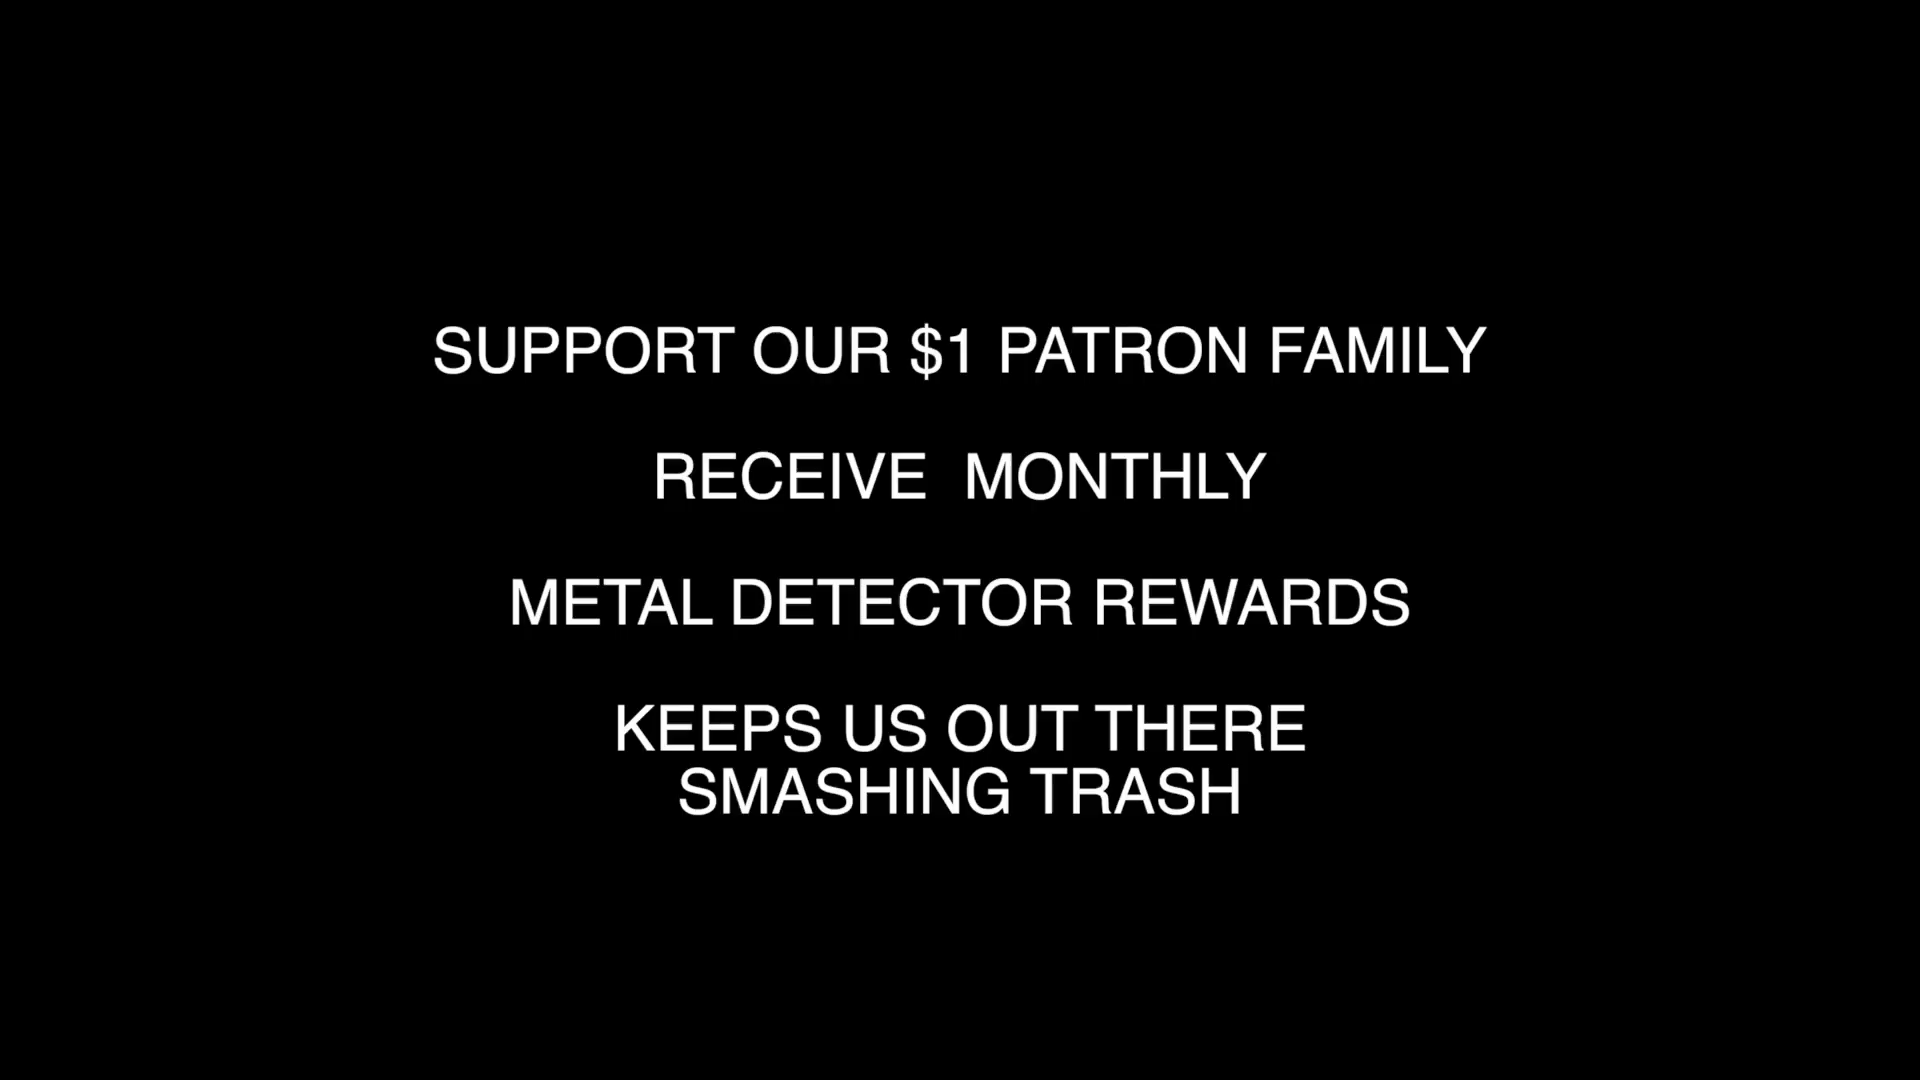 SUPPORT OUR $1 PATRON FAMILY
RECEIVE  MONTHLY
METAL DETECTOR REWARDS
KEEPS US OUT THERE
SMASHING TRASH